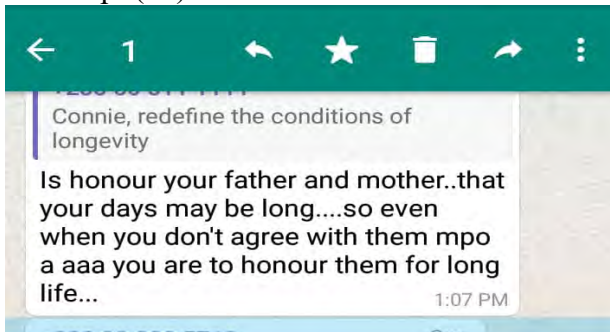 1
Connie, redefine the conditions of
longevity
Is honour your father and mother..that
your days may be long....so even
when you don't agree with them mpo
a aaa you are to honour them for long
life...
1:07 PM